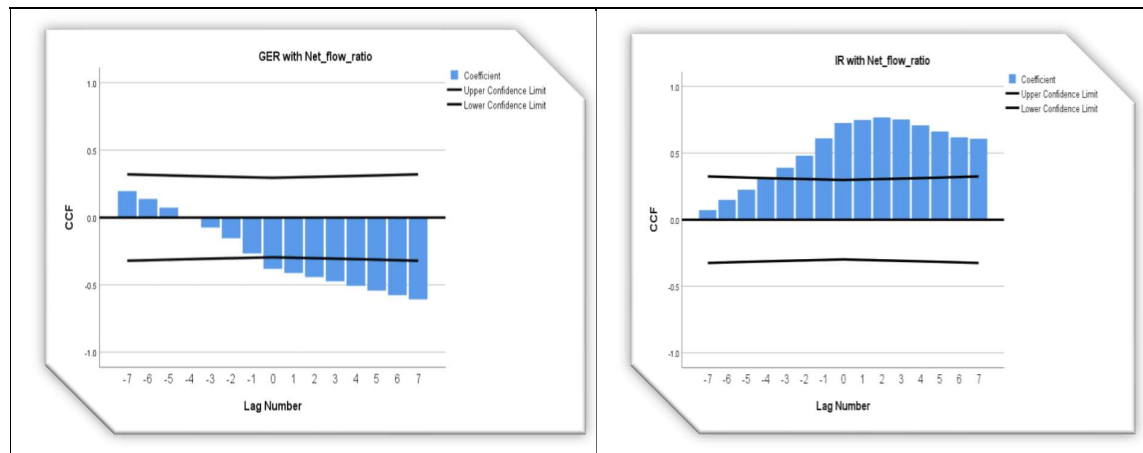 GER with Net_flow_ratio
Coefficient
Upper Confidence Limit
Lower Confidence Limit
1.0
0.5
0.0
-0.5
-1.0
CCF
-7 -6 -5 -4 -3 -2 -1 0 1 2 3 4 5 6 7
Lag Number
IR with Net_flow_ratio
Coefficient
Upper Confidence Limit
Lower Confidence Limit
1.0
0.5
0.0
-0.5
-1.0
CCF
-7 -6 -5 -4 -3 -2 -1 0 1 2 3 4 5 6 7
Lag Number